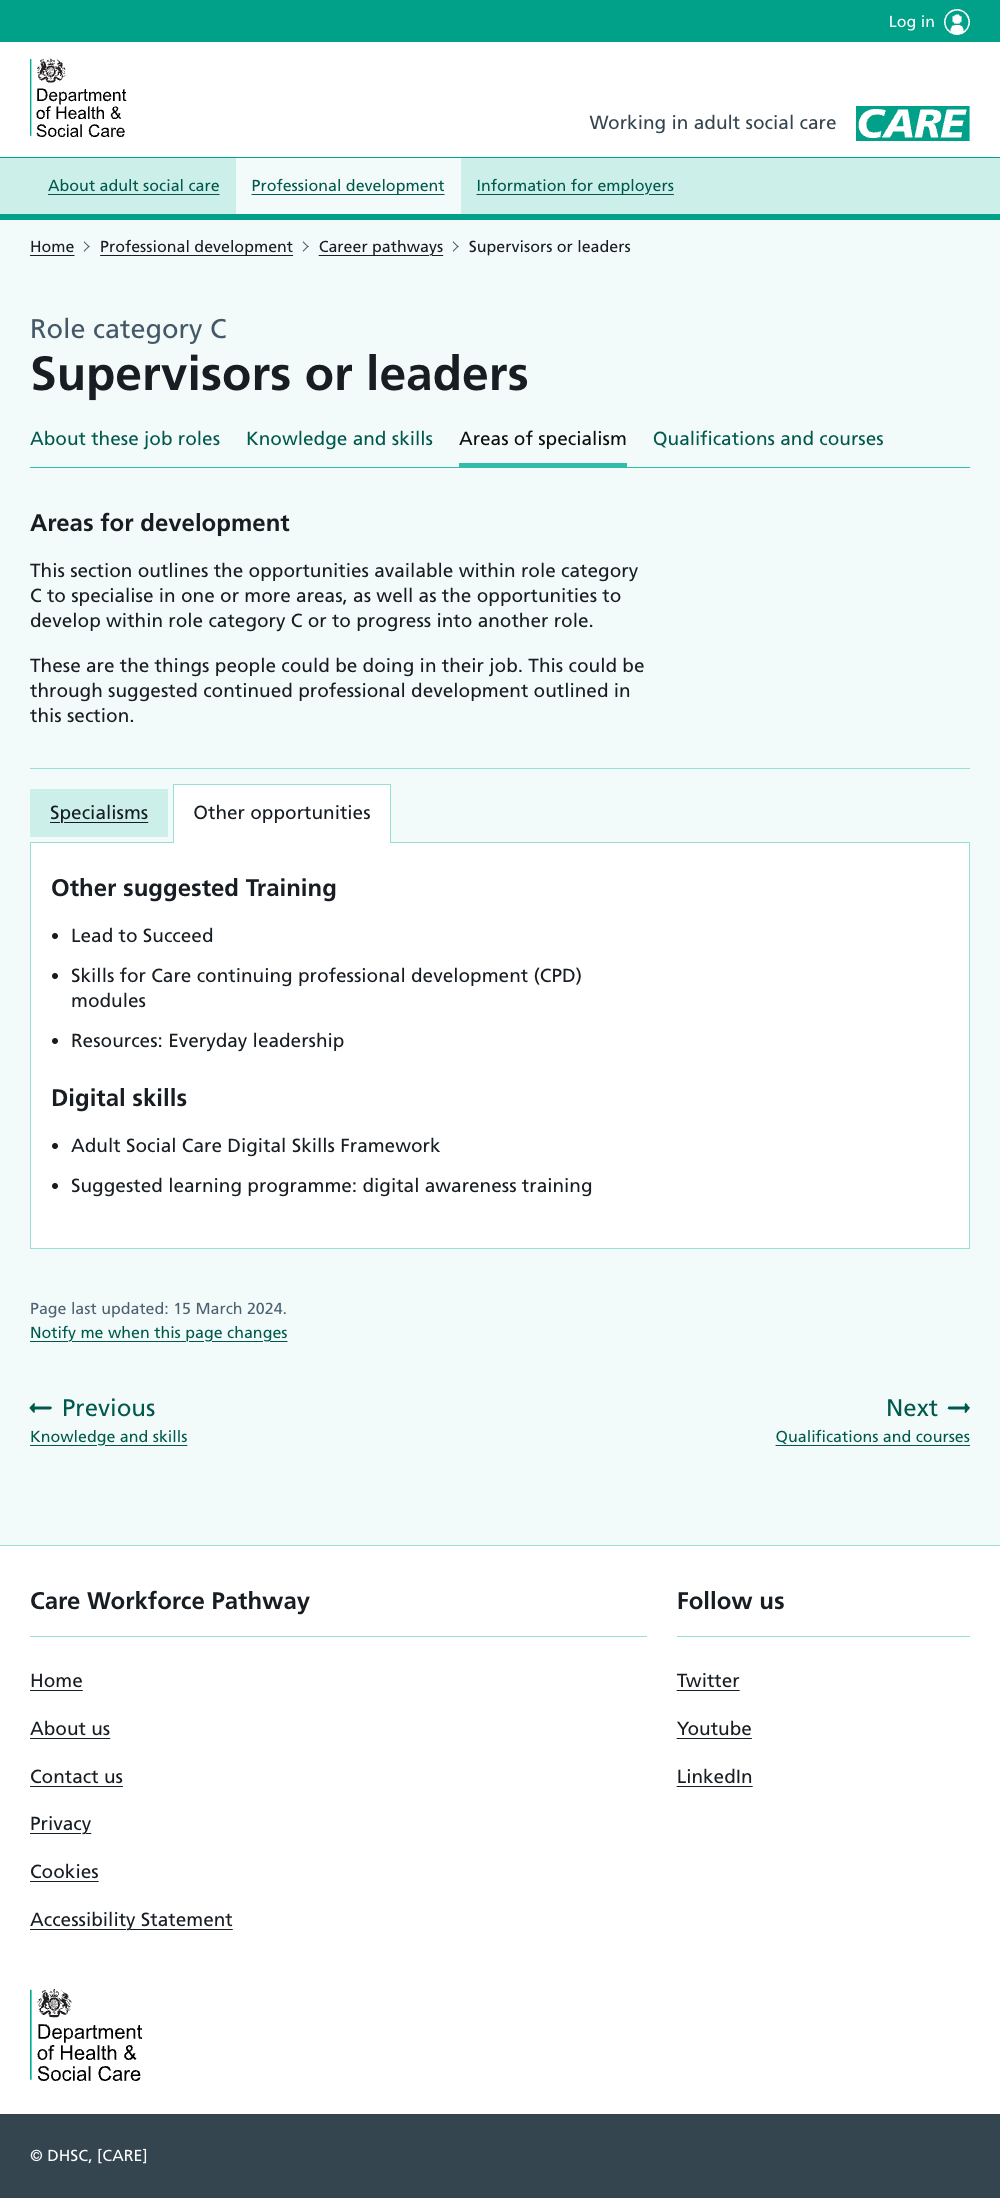 Log in
Department
of Health &
Social Care
Working in adult social care
CARE
About adult social care
Professional development
Information for employers
Home > Professional development > Career pathways > Supervisors or leaders
Role category C
Supervisors or leaders
About these job roles
Knowledge and skills
Areas of specialism
Qualifications and courses
Areas for development
This section outlines the opportunities available within role category
C to specialise in one or more areas, as well as the opportunities to
develop within role category C or to progress into another role.
These are the things people could be doing in their job. This could be
through suggested continued professional development outlined in
this section.
Specialisms
Other opportunities
Other suggested Training
• Lead to Succeed
• Skills for Care continuing professional development (CPD)
modules
• Resources: Everyday leadership
Digital skills
• Adult Social Care Digital Skills Framework
• Suggested learning programme: digital awareness training
Page last updated: 15 March 2024.
Notify me when this page changes
← Previous
Knowledge and skills
Next →
Qualifications and courses
Care Workforce Pathway
Home
About us
Contact us
Privacy
Cookies
Accessibility Statement
Follow us
Twitter
Youtube
LinkedIn
Department
of Health &
Social Care
© DHSC, [CARE]